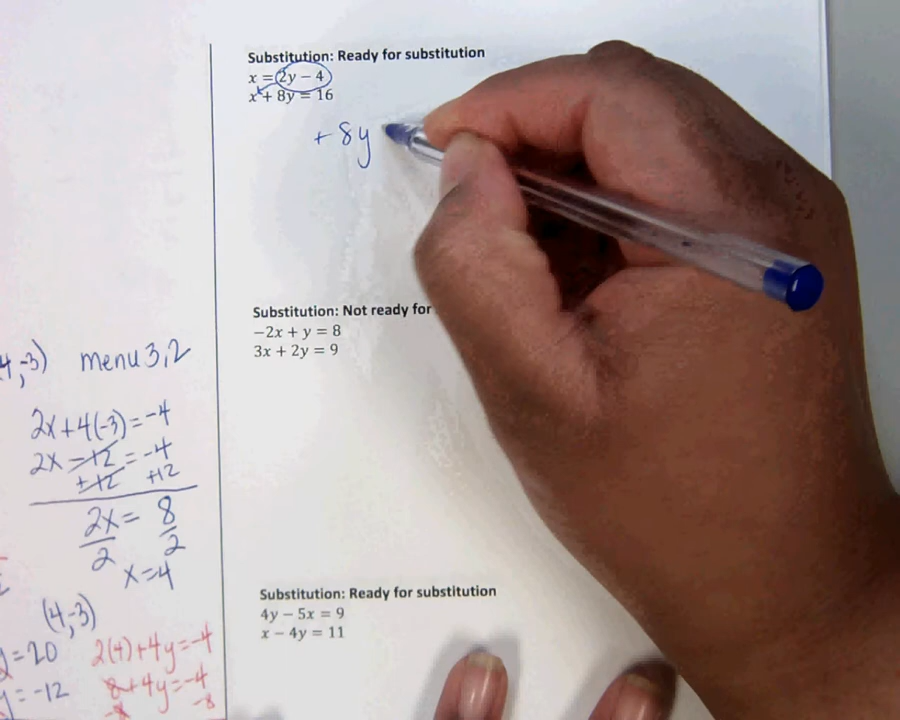 4,-3) menu 3,2
2x+4(-3)=-4
2x-12=-4
+12 +12
2x = 8
2 2
x=4
(4,-3)
y=20
y=-12
2(4)+4y=-4
8+4y=-4
-8 -8
Substitution: Ready for substitution
x = 2y − 4
x + 8y = 16
+ 8y
Substitution: Not ready for
−2x + y = 8
3x + 2y = 9
Substitution: Ready for substitution
4y − 5x = 9
x − 4y = 11